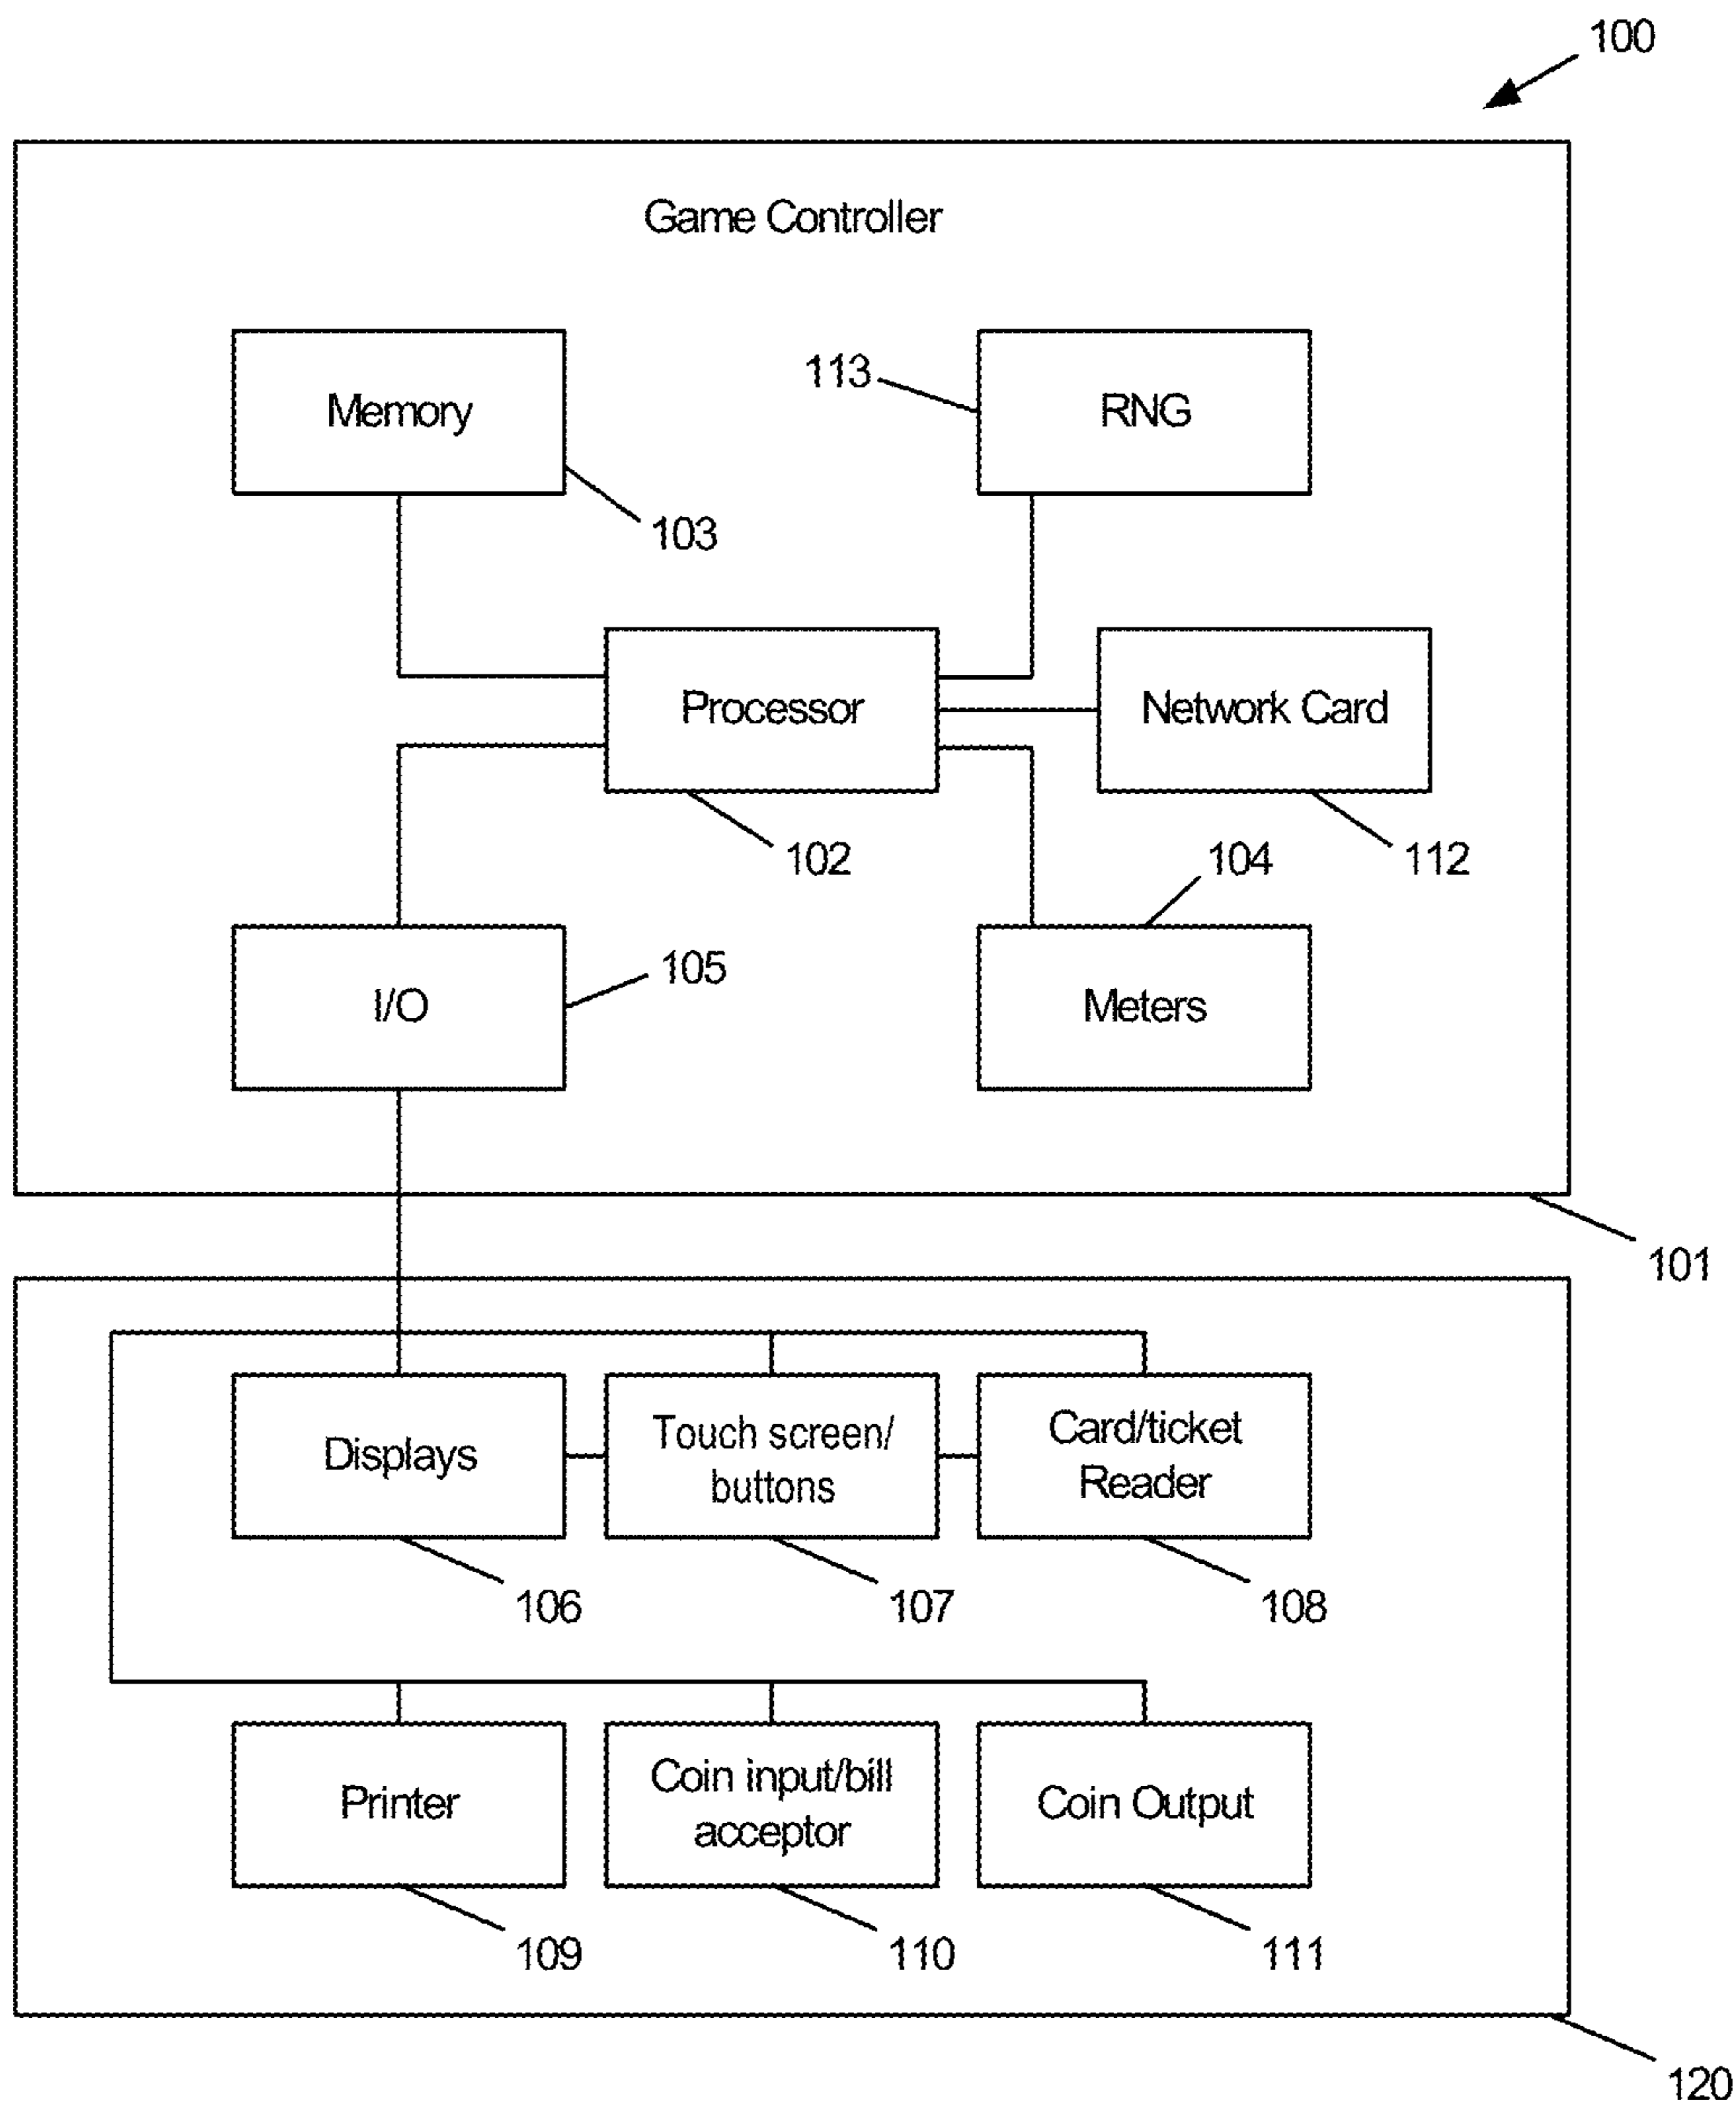 100
Game Controller
Memory
113
RNG
103
Processor
Network Card
102
104
112
I/O
105
Meters
101
Displays
Touch screen/
buttons
Card/ticket
Reader
106
107
108
Printer
Coin input/bill
acceptor
Coin Output
109
110
111
120